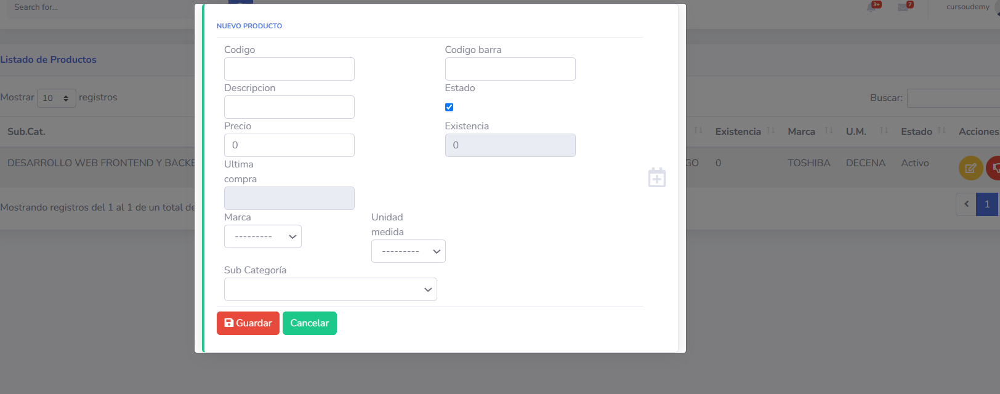 Search for...
3+
7
cursoudemy
NUEVO PRODUCTO
Listado de Productos
Codigo
Codigo barra
Descripcion
Estado
Mostrar 10 registros
Buscar:
Precio
Existencia
0
0
Sub.Cat.
Existencia
Marca
U.M.
Estado
Acciones
DESARROLLO WEB FRONTEND Y BACKE
GO
0
TOSHIBA
DECENA
Activo
Ultima
compra
Mostrando registros del 1 al 1 de un total de
1
Marca
Unidad
medida
---------
---------
Sub Categoría
Guardar
Cancelar